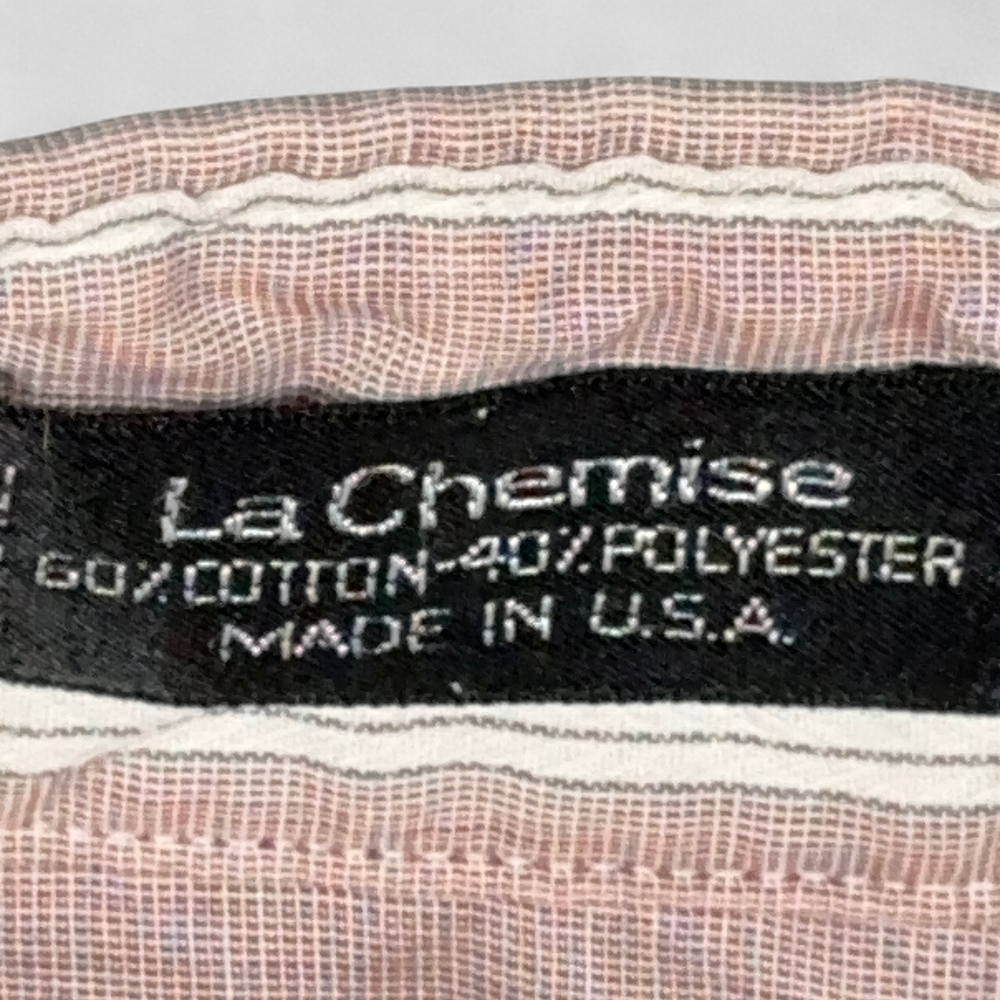 La Chemise
60% COTTON-40% POLYESTER
MADE IN U.S.A.